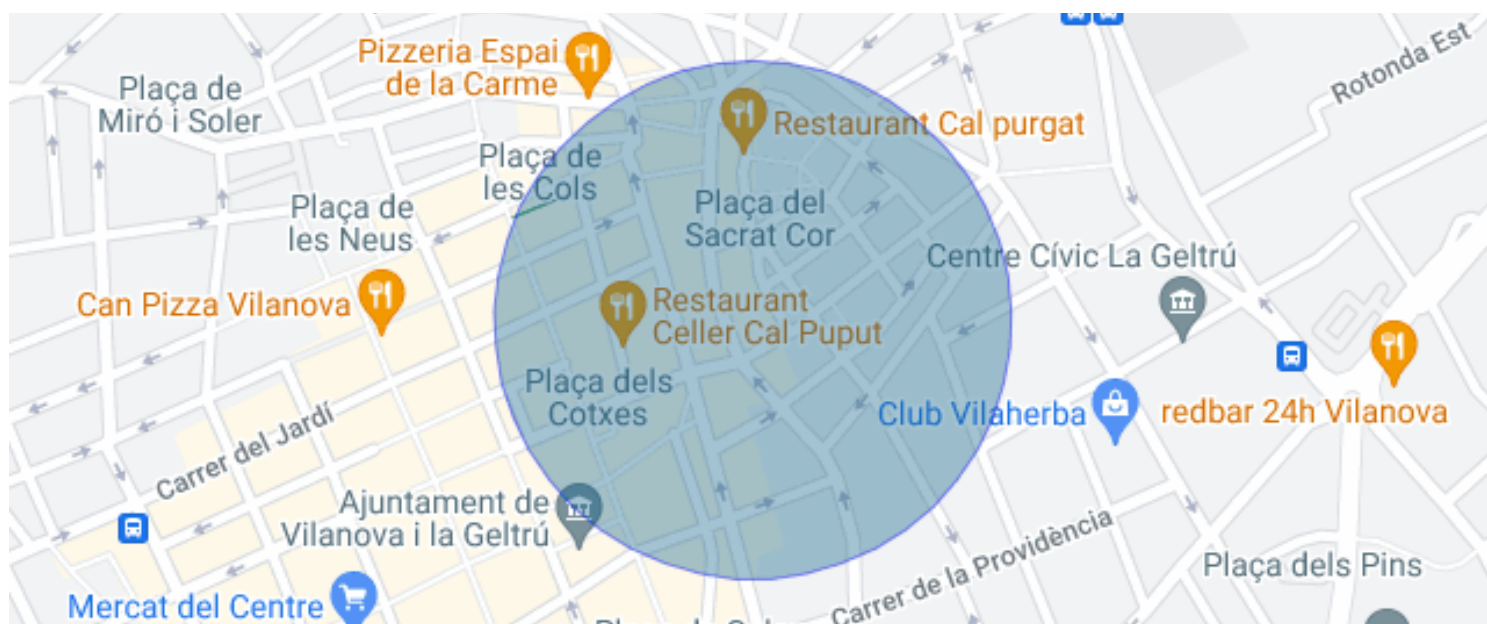 Pizzeria Espai
de la Carme
Rotonda Est
Plaça de
Miró i Soler
Restaurant Cal purgat
Plaça de
les Cols
Plaça de
les Neus
Plaça del
Sacrat Cor
Centre Cívic La Geltrú
Can Pizza Vilanova
Restaurant
Celler Cal Puput
Plaça dels
Cotxes
Club Vilaherba
redbar 24h Vilanova
Carrer del Jardí
Ajuntament de
Vilanova i la Geltrú
Carrer de la Providència
Plaça dels Pins
Mercat del Centre